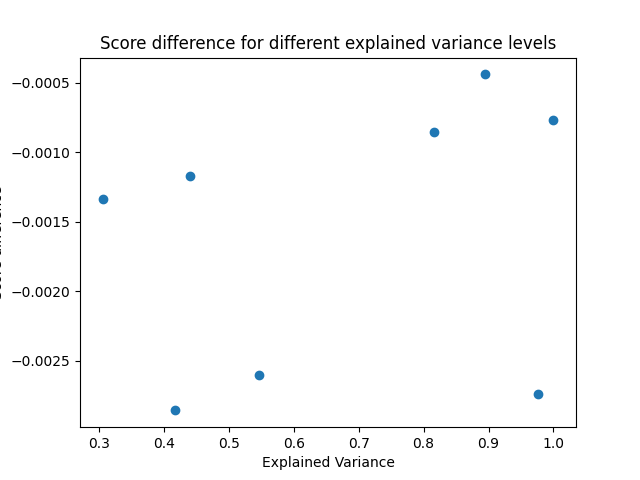 Score difference for different explained variance levels
−0.0005
−0.0010
−0.0015
−0.0020
−0.0025
0.3 0.4 0.5 0.6 0.7 0.8 0.9 1.0
Explained Variance